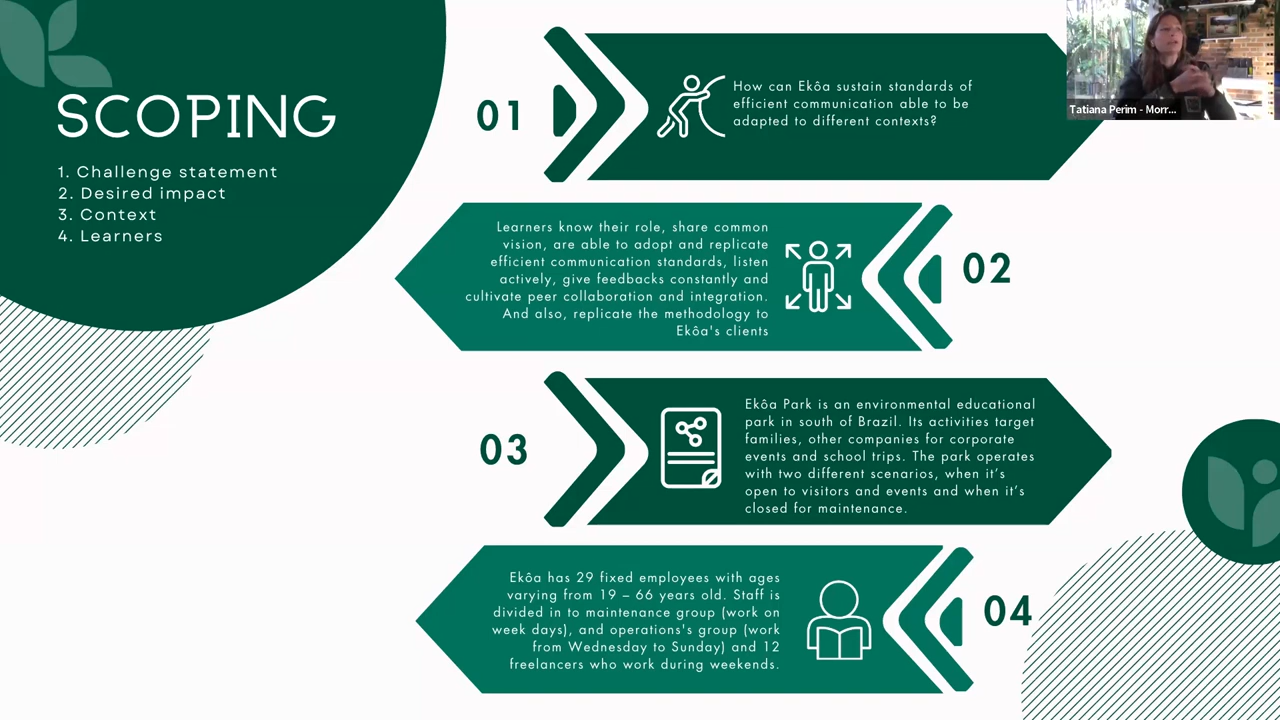 SCOPING
1. Challenge statement
2. Desired impact
3. Context
4. Learners
01
How can Ekôa sustain standards of
efficient communication able to be
adapted to different contexts?
Tatiana Perim - Morr...
Learners know their role, share common
vision, are able to adopt and replicate
efficient communication standards, listen
actively, give feedbacks constantly and
cultivate peer collaboration and integration.
And also, replicate the methodology to
Ekôa's clients
02
03
Ekôa Park is an environmental educational
park in south of Brazil. Its activities target
families, other companies for corporate
events and school trips. The park operates
with two different scenarios, when it's
open to visitors and events and when it's
closed for maintenance.
Ekôa has 29 fixed employees with ages
varying from 19 – 66 years old. Staff is
divided in to maintenance group (work on
week days), and operations's group (work
from Wednesday to Sunday) and 12
freelancers who work during weekends.
04